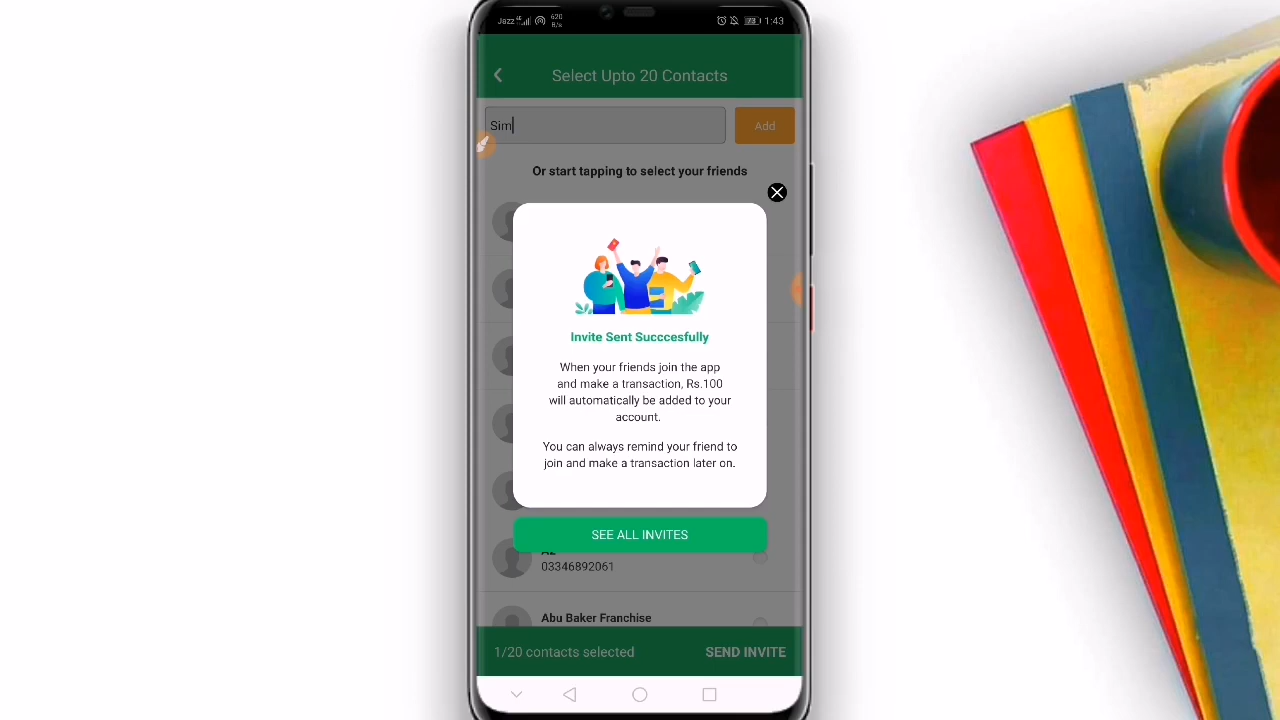 Jazz 4G 620 B/s 73 1:43
Select Upto 20 Contacts
Sim
Add
Or start tapping to select your friends
Invite Sent Succcesfully
When your friends join the app
and make a transaction, Rs.100
will automatically be added to your
account.
You can always remind your friend to
join and make a transaction later on.
SEE ALL INVITES
03346892061
Abu Baker Franchise
1/20 contacts selected
SEND INVITE